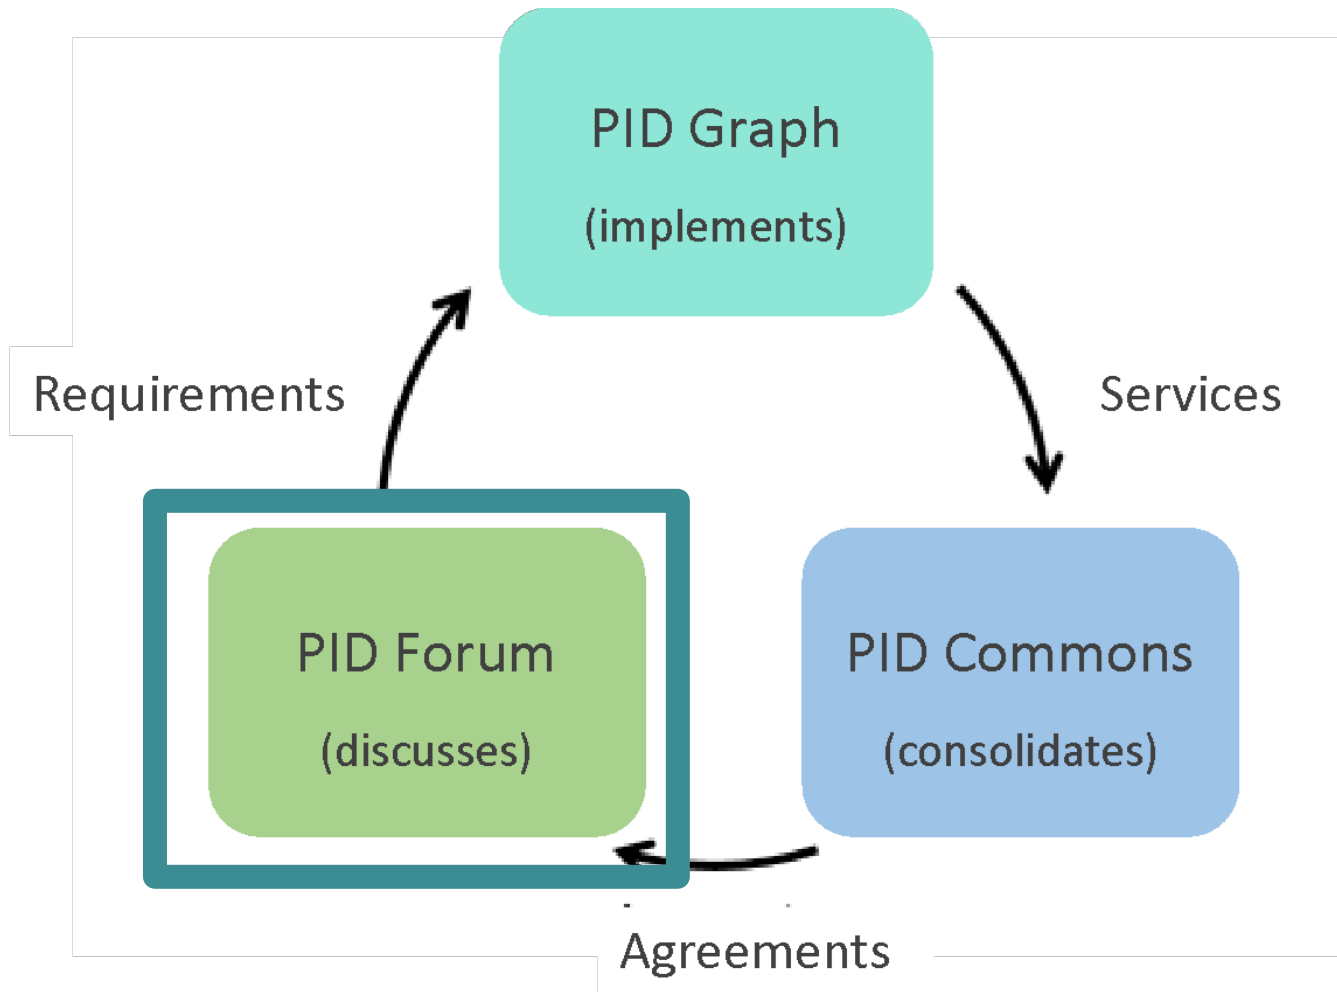 PID Graph
(implements)
Requirements
Services
PID Forum
(discusses)
PID Commons
(consolidates)
Agreements